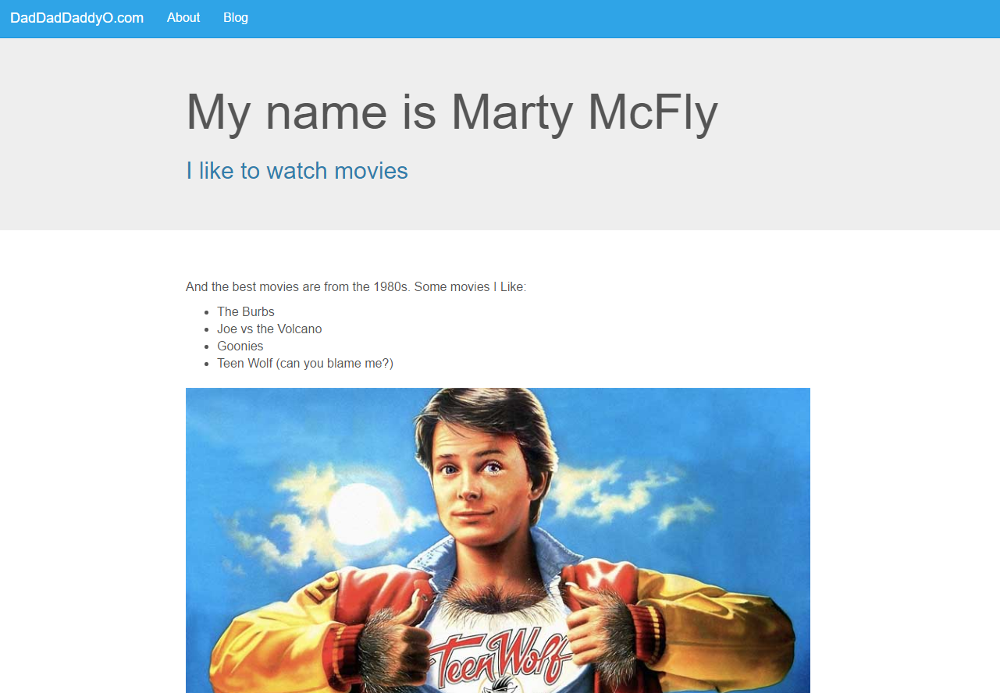 DadDadDaddyO.com About Blog
My name is Marty McFly
I like to watch movies
And the best movies are from the 1980s. Some movies I Like:
The Burbs
Joe vs the Volcano
Goonies
Teen Wolf (can you blame me?)
Teen Wolf